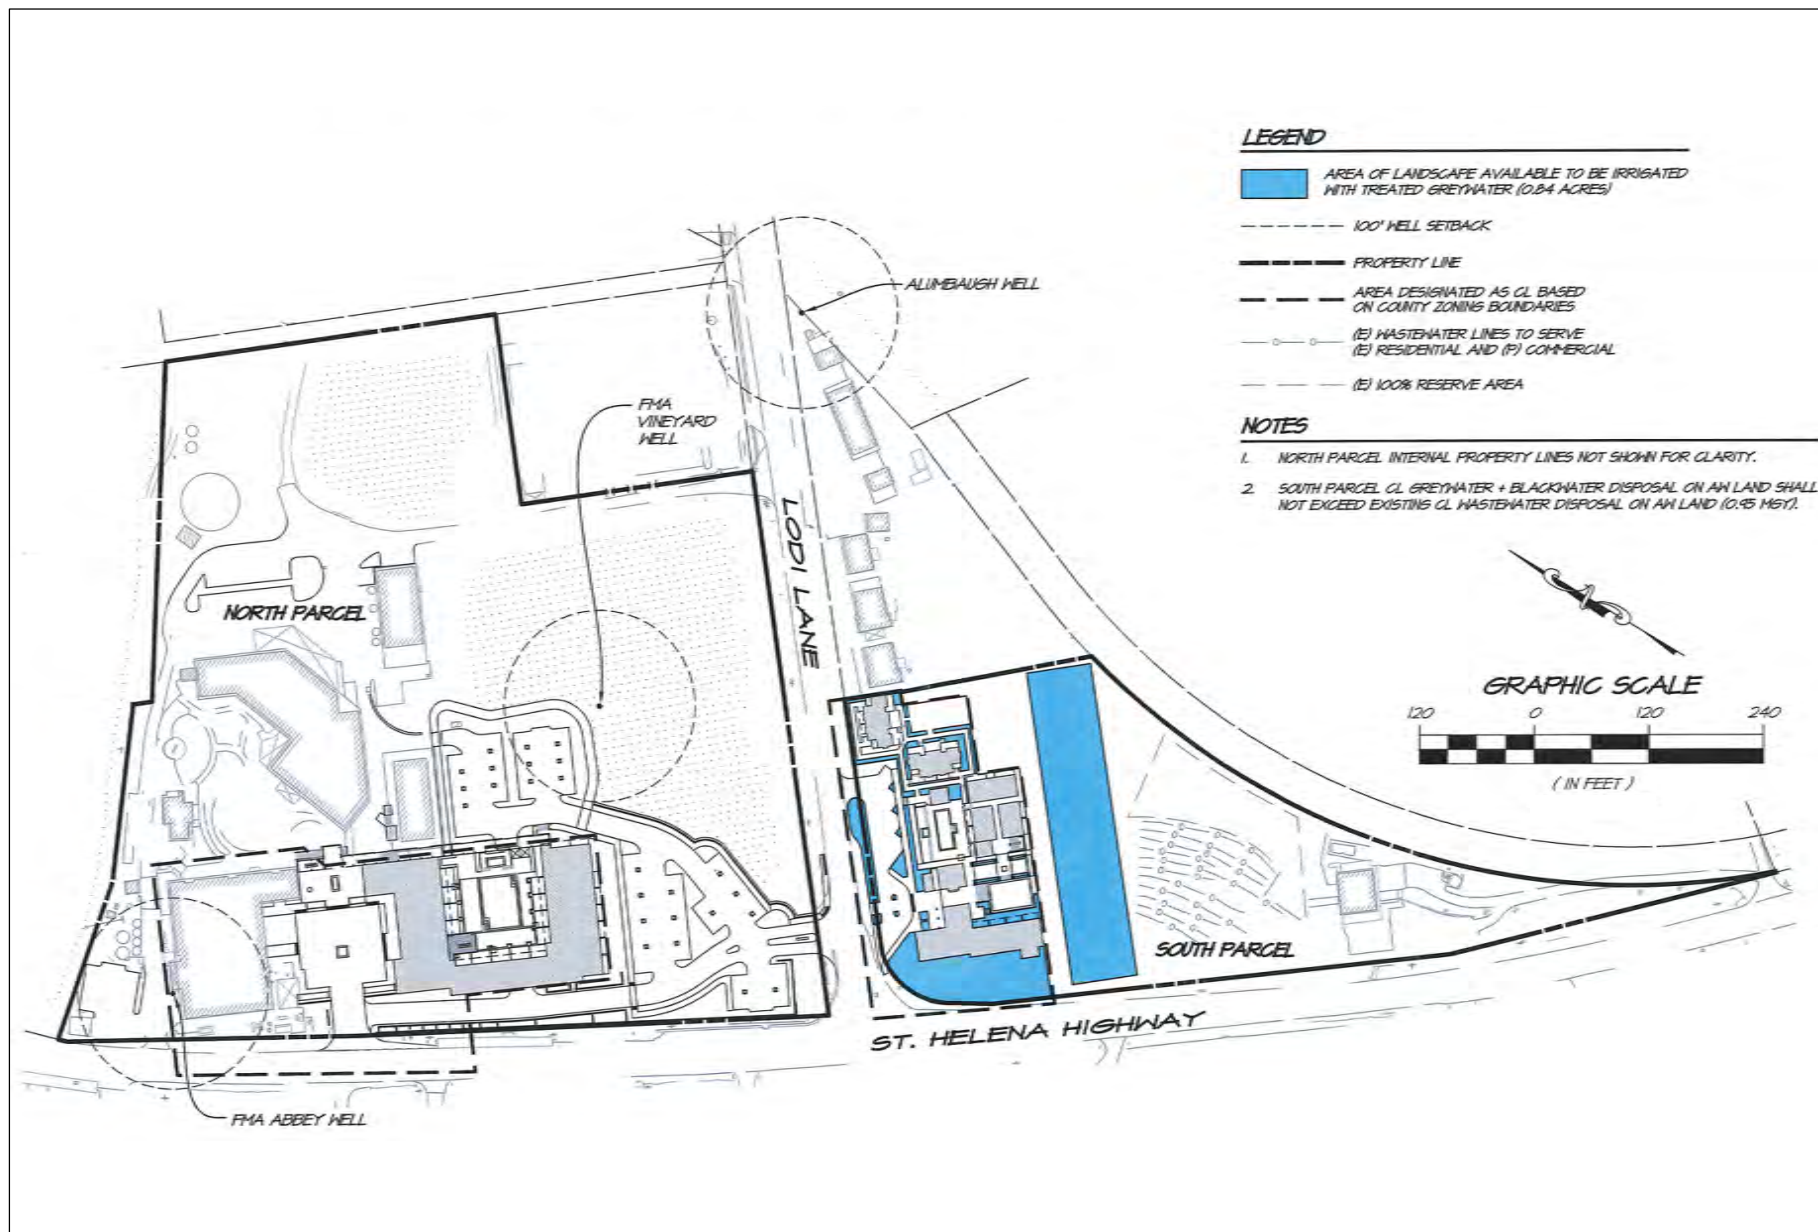 LEGEND
AREA OF LANDSCAPE AVAILABLE TO BE IRRIGATED
WITH TREATED GREYWATER (0.84 ACRES)
100' WELL SETBACK
PROPERTY LINE
AREA DESIGNATED AS CL BASED
ON COUNTY ZONING BOUNDARIES
(E) WASTEWATER LINES TO SERVE
(E) RESIDENTIAL AND (P) COMMERCIAL
(E) 100% RESERVE AREA
NOTES
1. NORTH PARCEL INTERNAL PROPERTY LINES NOT SHOWN FOR CLARITY.
2 SOUTH PARCEL CL GREYWATER + BLACKWATER DISPOSAL ON AW LAND SHALL
NOT EXCEED EXISTING CL WASTEWATER DISPOSAL ON AW LAND (0.95 MGY).
ALUMBAUGH WELL
FMA
VINEYARD
WELL
LODI LANE
NORTH PARCEL
GRAPHIC SCALE
120 0 120 240
( IN FEET )
SOUTH PARCEL
ST. HELENA HIGHWAY
FMA ABBEY WELL